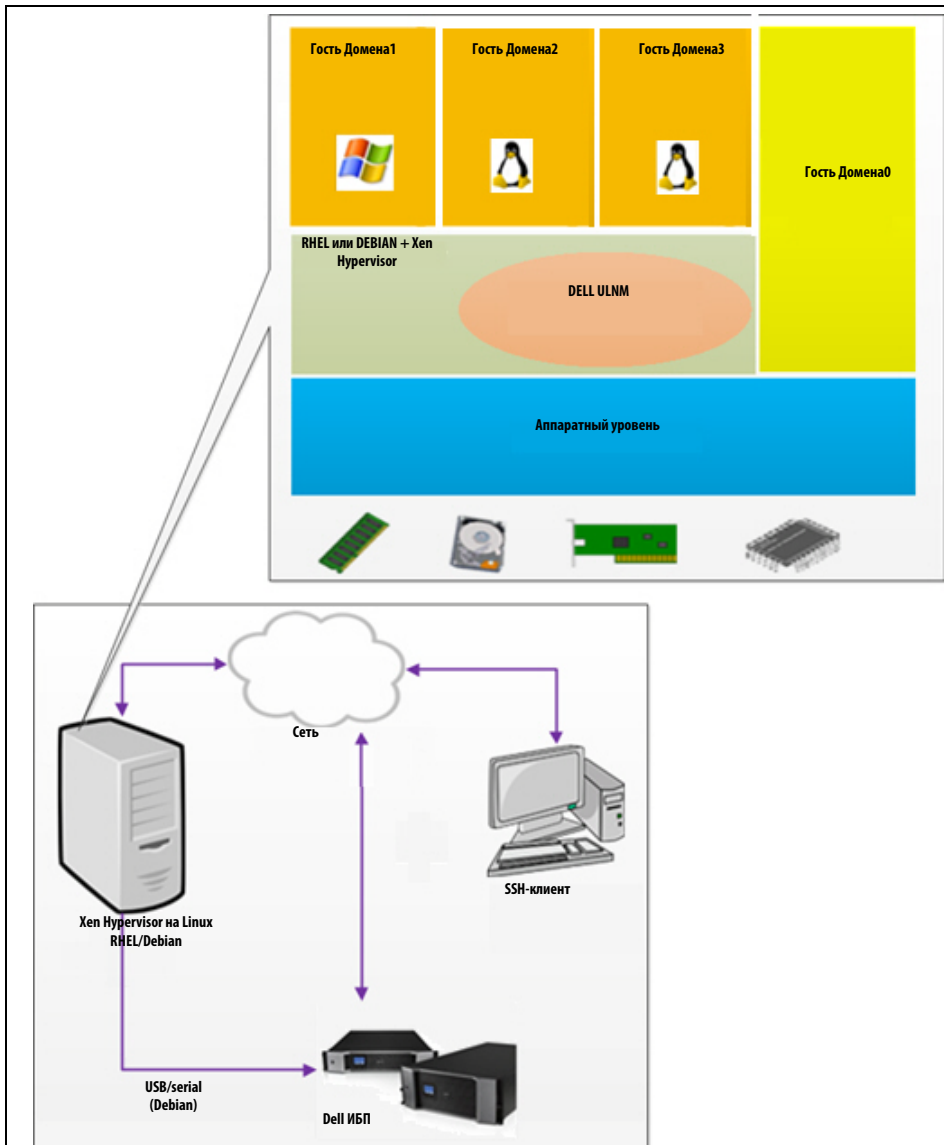 Гость Домена1
Гость Домена2
Гость Домена3
Гость Домена0
RHEL или DEBIAN + Xen
Hypervisor
DELL ULNM
Аппаратный уровень
Сеть
SSH-клиент
Xen Hypervisor на Linux
RHEL/Debian
USB/serial
(Debian)
Dell ИБП